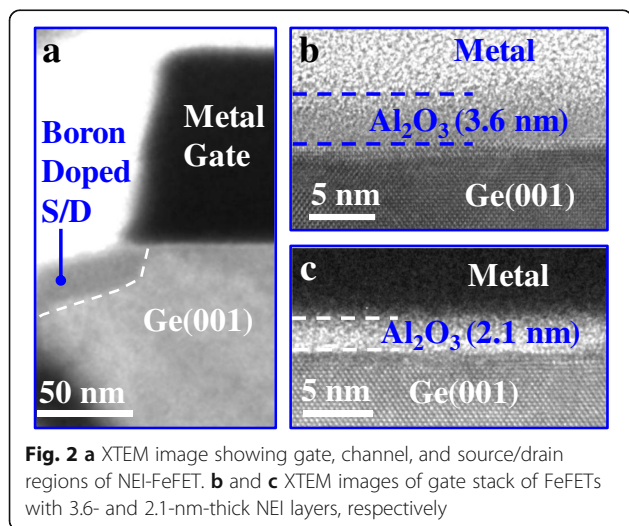 a
Metal
Gate
Boron
Doped
S/D
Ge(001)
50 nm
b
Metal
Al₂O₃ (3.6 nm)
5 nm
Ge(001)
c
Metal
Al₂O₃ (2.1 nm)
5 nm
Ge(001)
Fig. 2 a XTEM image showing gate, channel, and source/drain
regions of NEI-FeFET. b and c XTEM images of gate stack of FeFETs
with 3.6- and 2.1-nm-thick NEI layers, respectively